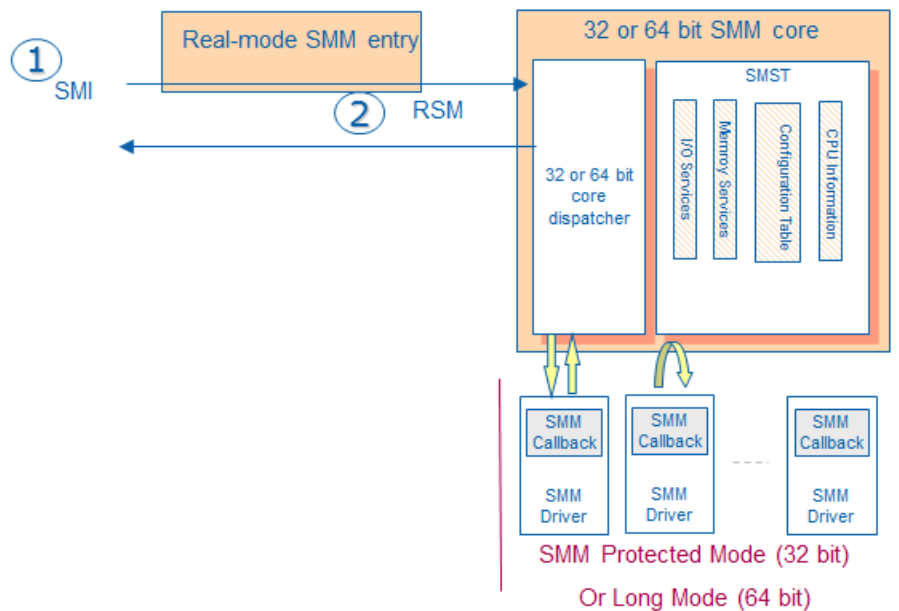 Real-mode SMM entry
1
SMI
2
RSM
32 or 64 bit SMM core
32 or 64 bit
core
dispatcher
SMST
I/0 Services
Memroy Services
Configuration Table
CPU Information
SMM
Callback
SMM
Driver
SMM
Callback
SMM
Driver
SMM
Callback
SMM
Driver
SMM Protected Mode (32 bit)
Or Long Mode (64 bit)